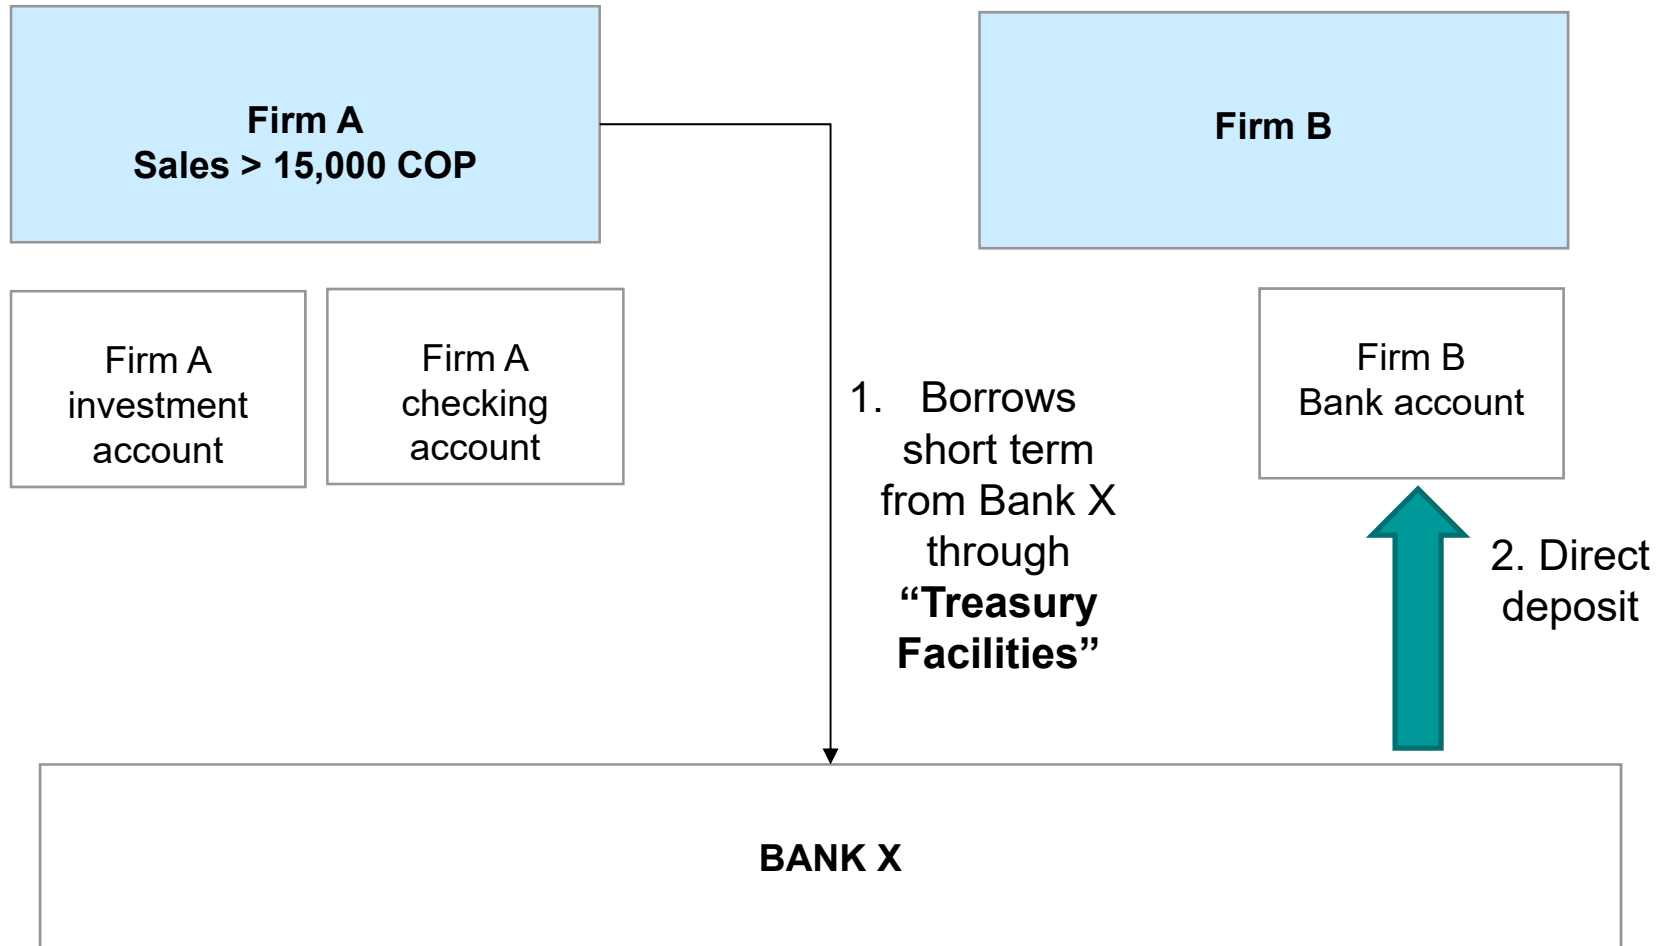 Firm A
Sales > 15,000 COP
Firm B
Firm A
investment
account
Firm A
checking
account
1. Borrows
short term
from Bank X
through
“Treasury
Facilities”
Firm B
Bank account
2. Direct
deposit
BANK X